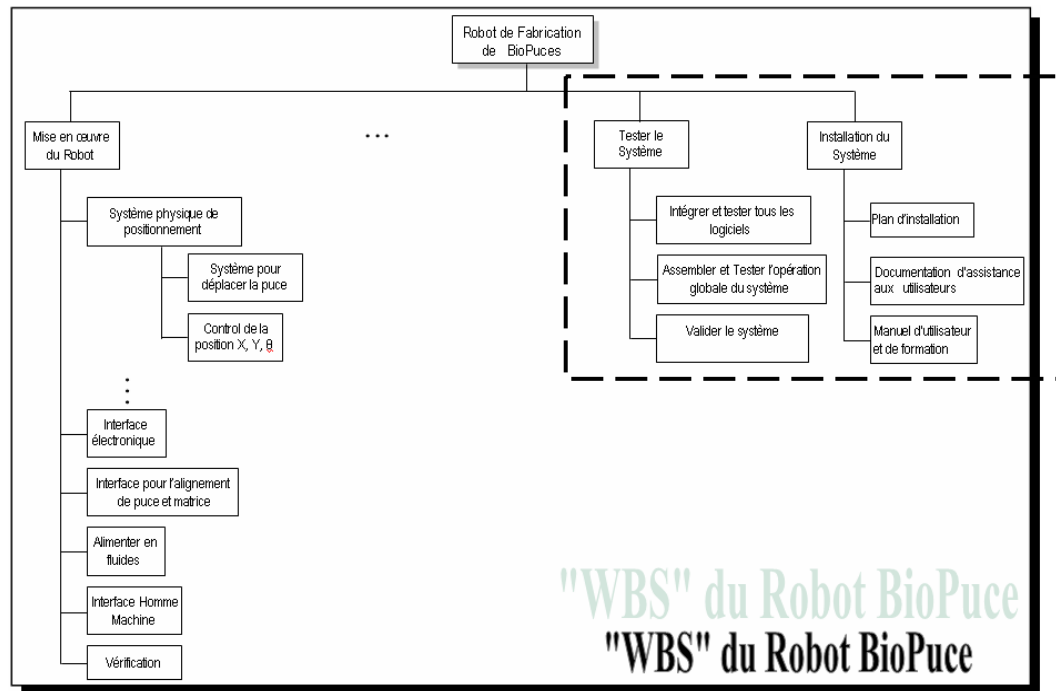 Robot de Fabrication
de BioPuces
Mise en œuvre
du Robot
...
Tester le
Système
Installation du
Système
Système physique de
positionnement
Système pour
déplacer la puce
Control de la
position X, Y, θ
Interface
électronique
Interface pour l'alignement
de puce et matrice
Alimenter en
fluides
Interface Homme
Machine
Vérification
Intégrer et tester tous les
logiciels
Assembler et Tester l'opération
globale du système
Valider le système
Plan d'installation
Documentation d'assistance
aux utilisateurs
Manuel d'utilisateur
et de formation
"WBS" du Robot BioPuce